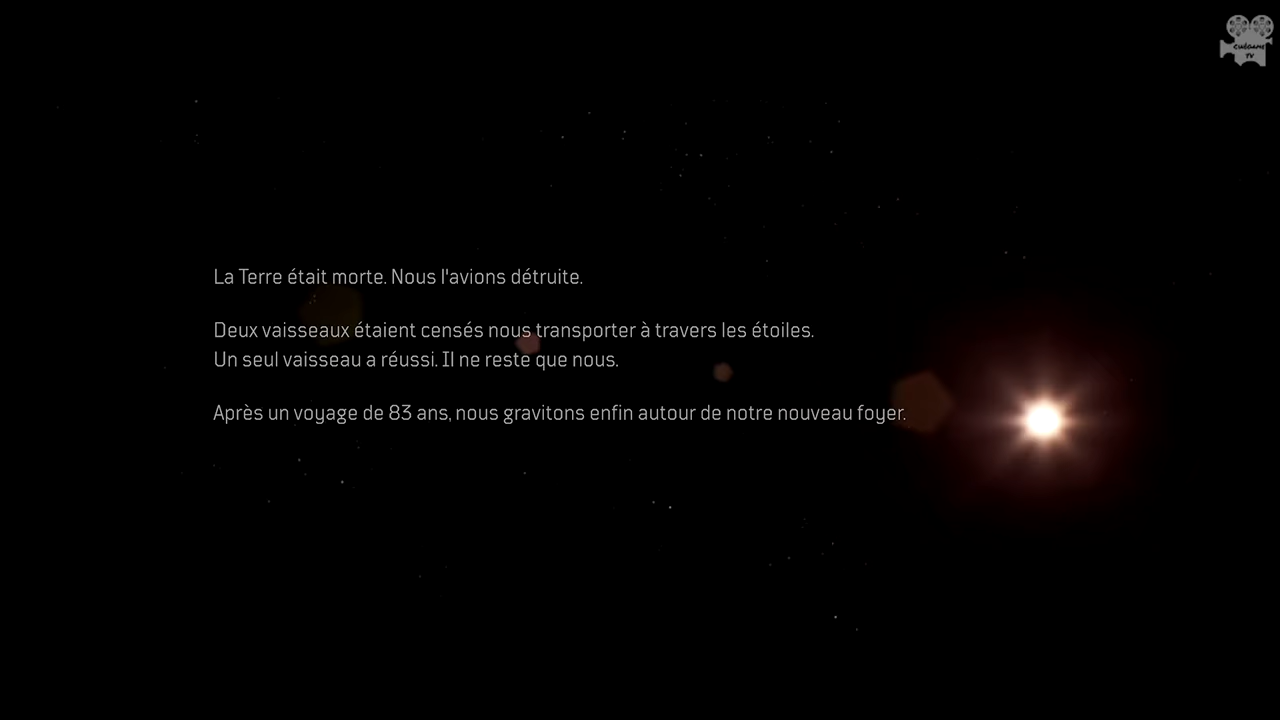 CINÉGAME
TV
La Terre était morte. Nous l'avions détruite.
Deux vaisseaux étaient censés nous transporter à travers les étoiles.
Un seul vaisseau a réussi. Il ne reste que nous.
Après un voyage de 83 ans, nous gravitons enfin autour de notre nouveau foyer.